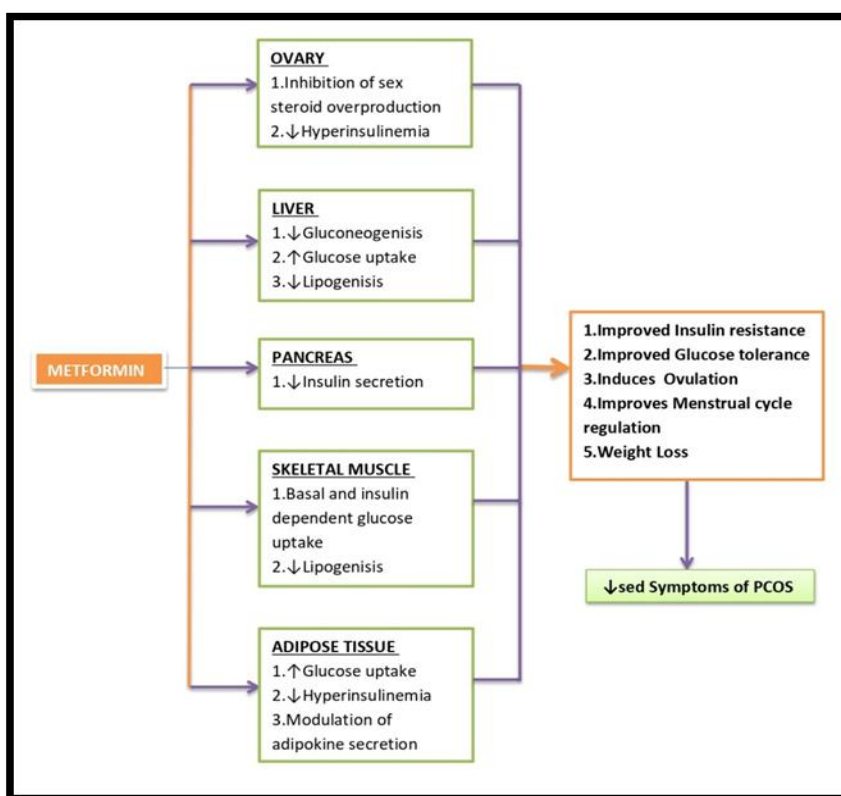 OVARY
1.Inhibition of sex
steroid overproduction
2.↓Hyperinsulinemia
LIVER
1.↓Gluconeogenisis
2.↑Glucose uptake
3.↓Lipogenisis
METFORMIN
PANCREAS
1.↓Insulin secretion
SKELETAL MUSCLE
1.Basal and insulin
dependent glucose
uptake
2.↓Lipogenisis
ADIPOSE TISSUE
1.↑Glucose uptake
2.↓Hyperinsulinemia
3.Modulation of
adipokine secretion
1.Improved Insulin resistance
2.Improved Glucose tolerance
3.Induces Ovulation
4.Improves Menstrual cycle
regulation
5.Weight Loss
↓sed Symptoms of PCOS